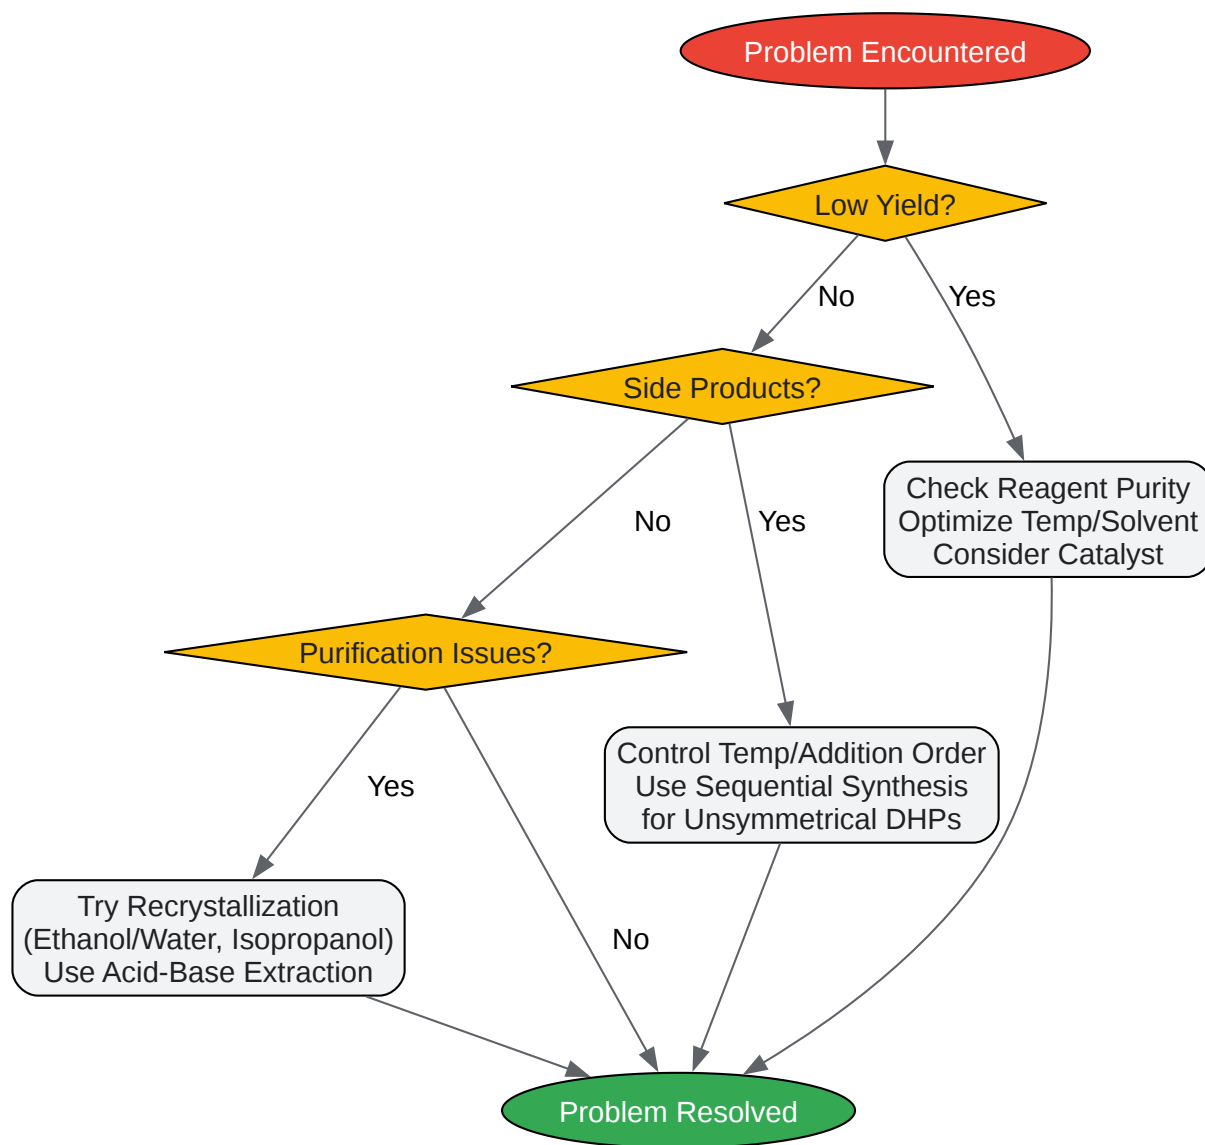 Problem Encountered
Low Yield?
No
Yes
Side Products?
Check Reagent Purity
Optimize Temp/Solvent
Consider Catalyst
No
Yes
Purification Issues?
Control Temp/Addition Order
Use Sequential Synthesis
for Unsymmetrical DHPs
Yes
Try Recrystallization
(Ethanol/Water, Isopropanol)
Use Acid-Base Extraction
No
Problem Resolved